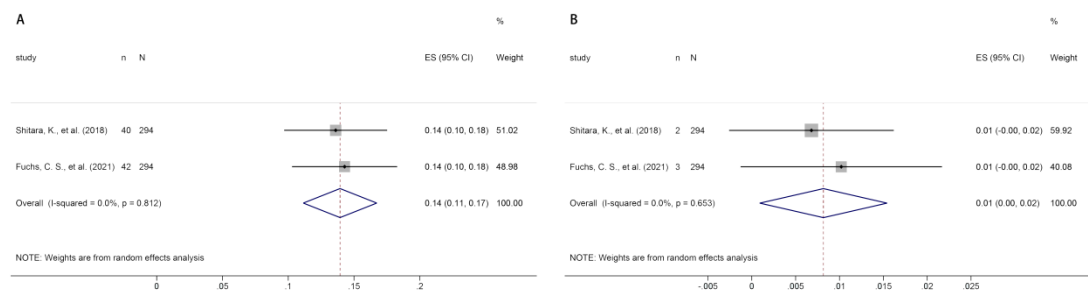 A
%
study n N ES (95% CI) Weight
Shitara, K., et al. (2018) 40 294 0.14 (0.10, 0.18) 51.02
Fuchs, C. S., et al. (2021) 42 294 0.14 (0.10, 0.18) 48.98
Overall (I-squared = 0.0%, p = 0.812) 0.14 (0.11, 0.17) 100.00
NOTE: Weights are from random effects analysis
0 .1 .15 .2
B
%
study n N ES (95% CI) Weight
Shitara, K., et al. (2018) 2 294 0.01 (-0.00, 0.02) 59.92
Fuchs, C. S., et al. (2021) 3 294 0.01 (-0.00, 0.02) 40.08
Overall (I-squared = 0.0%, p = 0.653) 0.01 (0.00, 0.02) 100.00
NOTE: Weights are from random effects analysis
-.005 .005 .01 .015 .02 .025